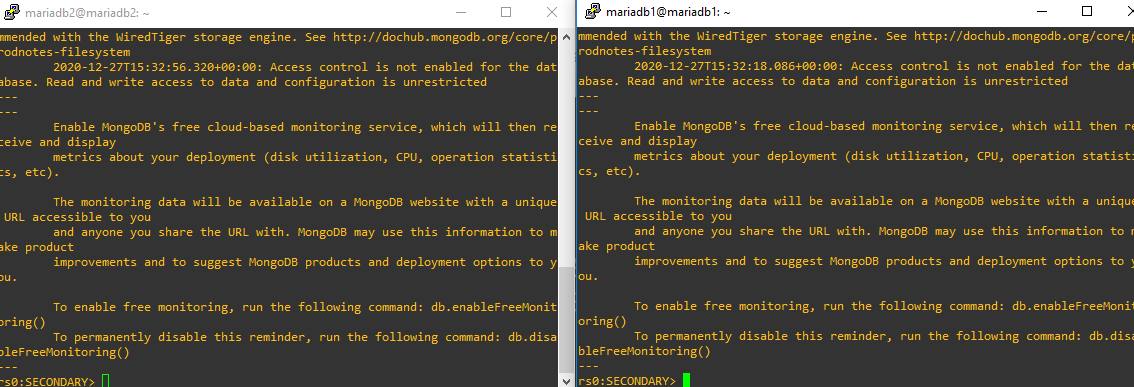 mariadb2@mariadb2: ~
mmended with the WiredTiger storage engine. See http://dochub.mongodb.org/core/p
rodnotes-filesystem
2020-12-27T15:32:56.320+00:00: Access control is not enabled for the dat
abase. Read and write access to data and configuration is unrestricted
---
---
Enable MongoDB's free cloud-based monitoring service, which will then re
ceive and display
metrics about your deployment (disk utilization, CPU, operation statisti
cs, etc).
The monitoring data will be available on a MongoDB website with a unique
URL accessible to you
and anyone you share the URL with. MongoDB may use this information to m
ake product
improvements and to suggest MongoDB products and deployment options to y
ou.
To enable free monitoring, run the following command: db.enableFreeMonit
oring()
To permanently disable this reminder, run the following command: db.disa
bleFreeMonitoring()
---
rs0:SECONDARY>
mariadb1@mariadb1: ~
mmended with the WiredTiger storage engine. See http://dochub.mongodb.org/core/p
rodnotes-filesystem
2020-12-27T15:32:18.086+00:00: Access control is not enabled for the dat
abase. Read and write access to data and configuration is unrestricted
---
---
Enable MongoDB's free cloud-based monitoring service, which will then re
ceive and display
metrics about your deployment (disk utilization, CPU, operation statisti
cs, etc).
The monitoring data will be available on a MongoDB website with a unique
URL accessible to you
and anyone you share the URL with. MongoDB may use this information to m
ake product
improvements and to suggest MongoDB products and deployment options to y
ou.
To enable free monitoring, run the following command: db.enableFreeMonit
oring()
To permanently disable this reminder, run the following command: db.disa
bleFreeMonitoring()
---
rs0:SECONDARY>